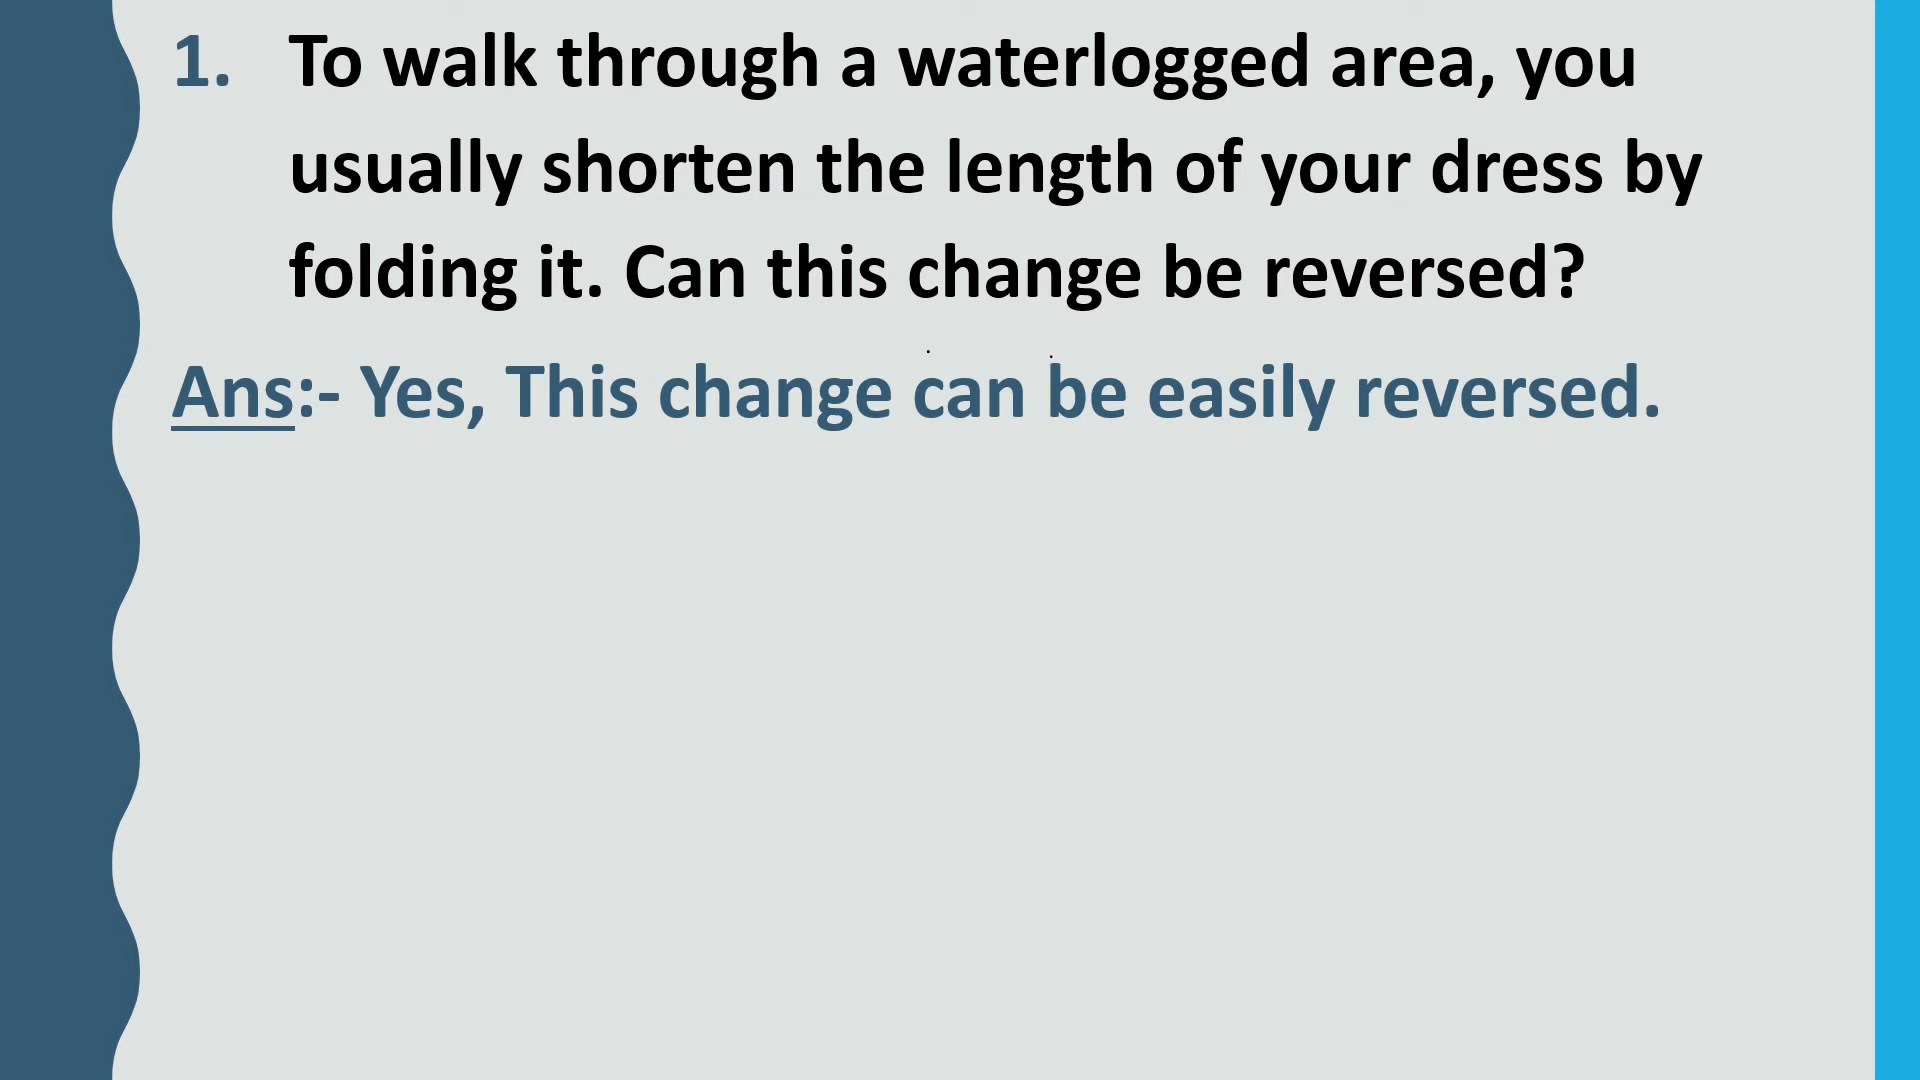 1. To walk through a waterlogged area, you
usually shorten the length of your dress by
folding it. Can this change be reversed?
Ans:- Yes, This change can be easily reversed.